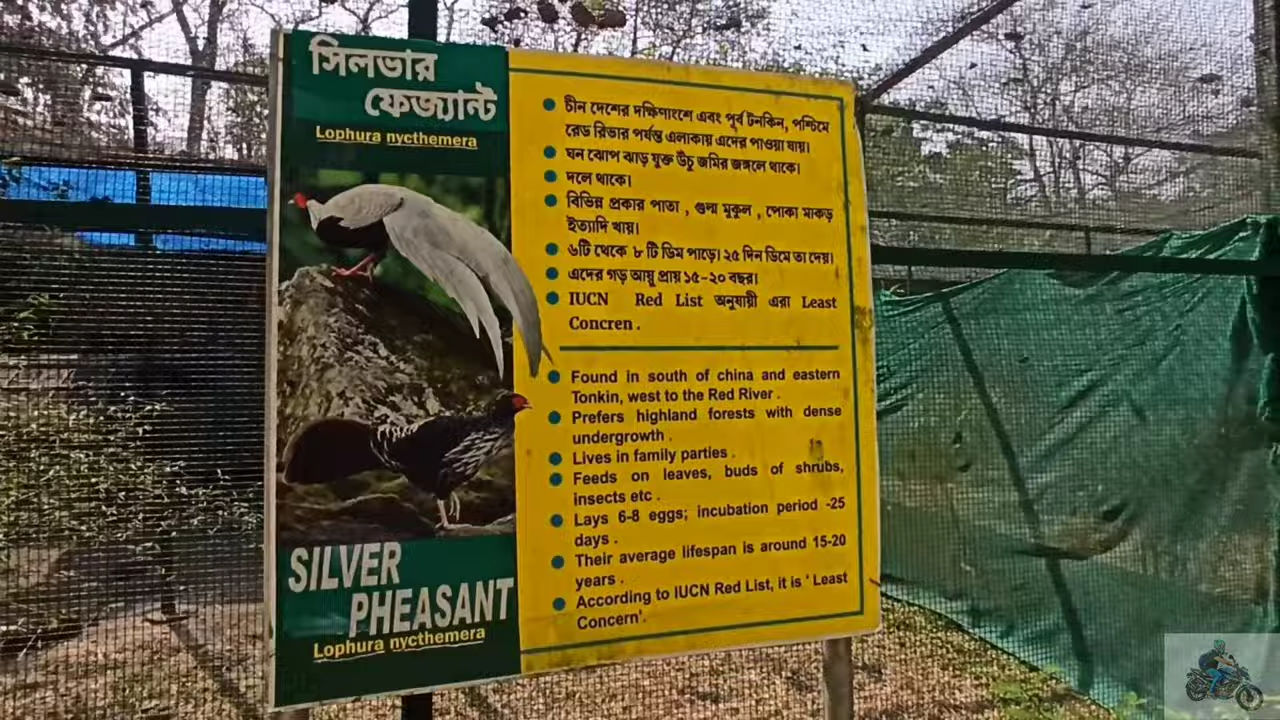 সিলভার
ফেজ্যান্ট
Lophura nycthemera
চীন দেশের দক্ষিণাংশে এবং পূর্ব টনকিন, পশ্চিমে
রেড রিভার পর্যন্ত এলাকায় এদের পাওয়া যায়।
ঘন ঝোপ ঝাড় যুক্ত উঁচু জমির জঙ্গলে থাকে।
দলে থাকে।
বিভিন্ন প্রকার পাতা , গুল্ম মুকুল , পোকা মাকড়
ইত্যাদি খায়।
৬টি থেকে ৮ টি ডিম পাড়ে। ২৫ দিন ডিমে তা দেয়।
এদের গড় আয়ু প্রায় ১৫-২০ বছর।
IUCN Red List অনুযায়ী এরা Least
Concren .
Found in south of china and eastern
Tonkin, west to the Red River .
Prefers highland forests with dense
undergrowth .
Lives in family parties .
Feeds on leaves, buds of shrubs,
insects etc .
Lays 6-8 eggs; incubation period -25
days .
Their average lifespan is around 15-20
years .
According to IUCN Red List, it is ' Least
Concern'.
SILVER
PHEASANT
Lophura nycthemera